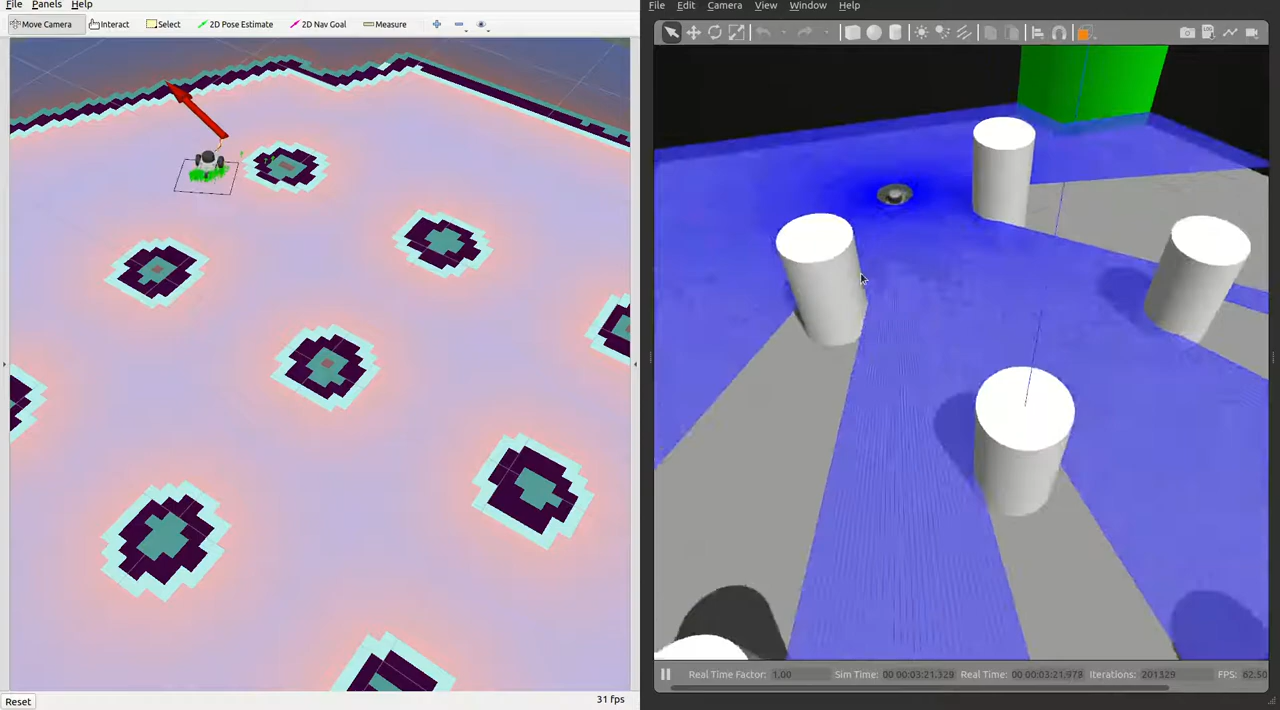 File Panels Help
Move Camera Interact Select 2D Pose Estimate 2D Nav Goal Measure
Reset
31 fps
File Edit Camera View Window Help
Real Time Factor: 1.00 Sim Time: 00 00:03:21.329 Real Time: 00 00:03:21.978 Iterations: 201329 FPS: 62.50